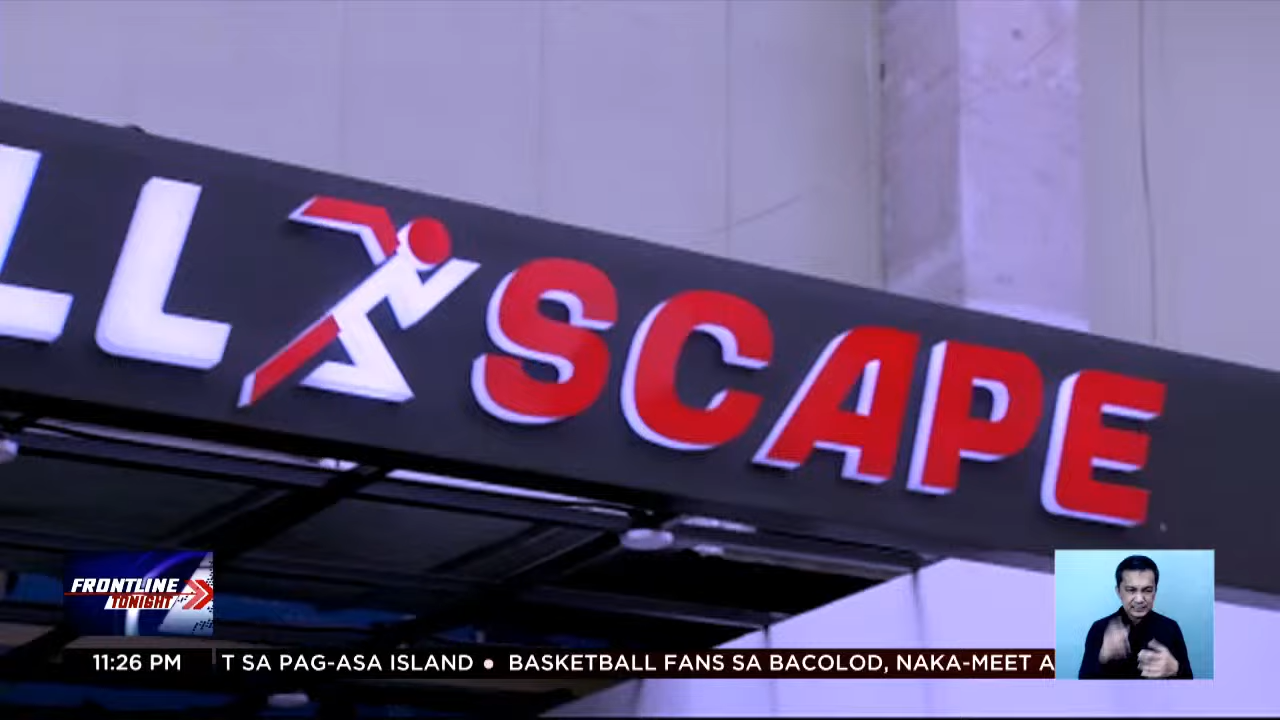 LL SCAPE
FRONTLINE
TONIGHT
11:26 PM T SA PAG-ASA ISLAND • BASKETBALL FANS SA BACOLOD, NAKA-MEET A